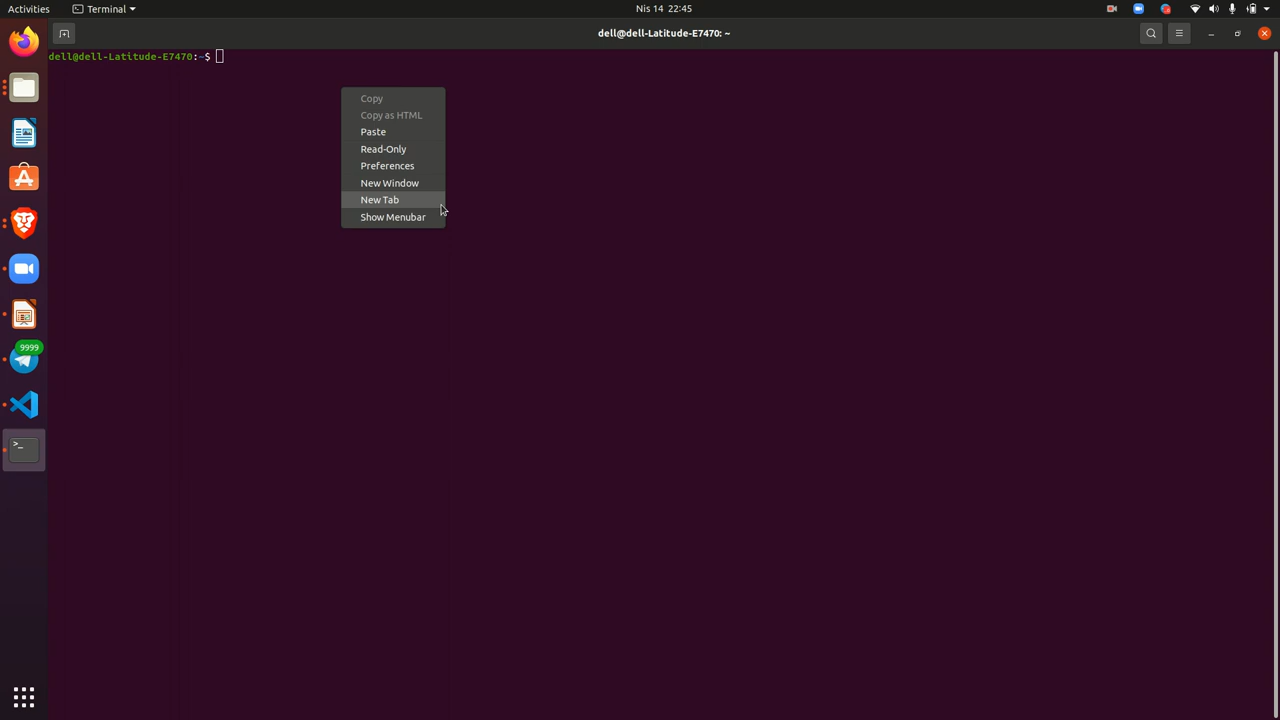 Activities
Terminal
Nis 14 22:45
dell@dell-Latitude-E7470: ~
dell@dell-Latitude-E7470:~$
Copy
Copy as HTML
Paste
Read-Only
Preferences
New Window
New Tab
Show Menubar
9999
>_